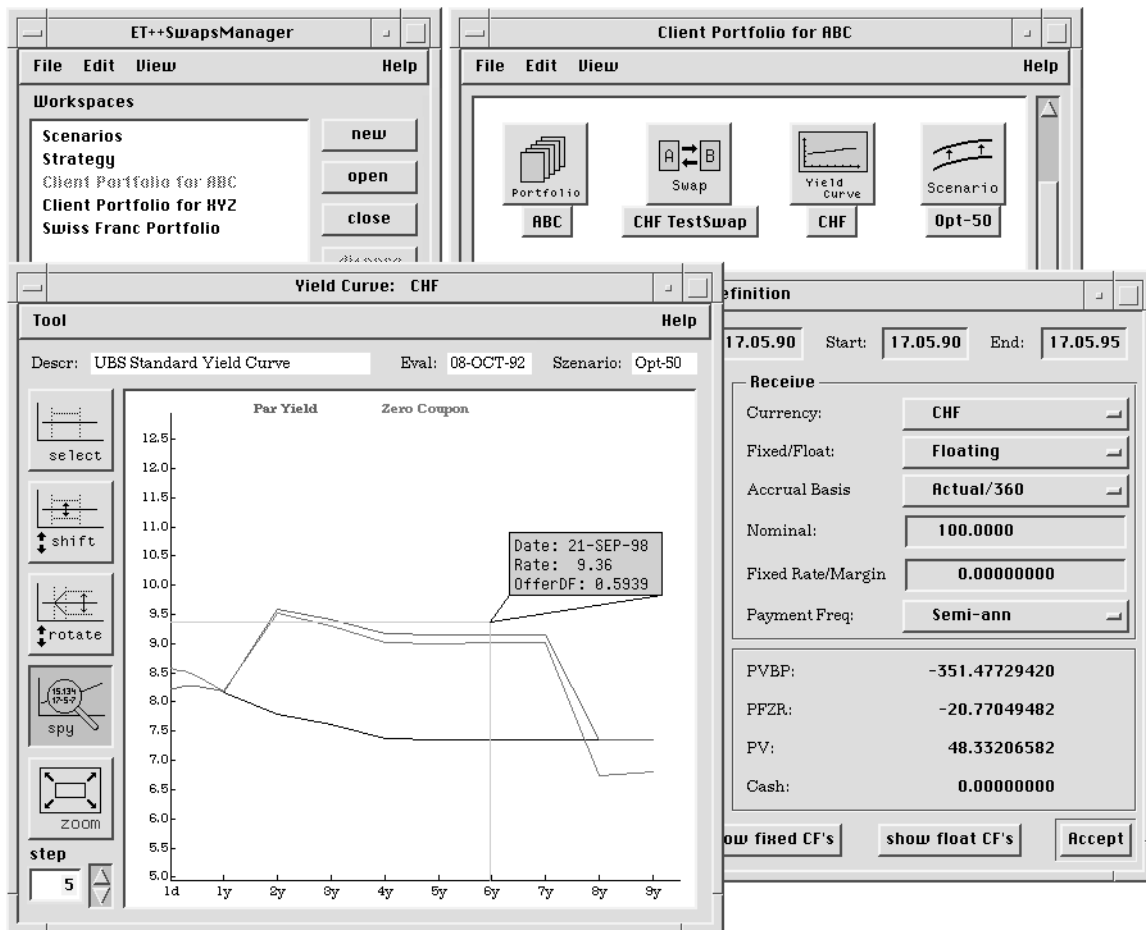 ET++SwapsManager
File Edit View Help
Workspaces
Scenarios
Strategy
Client Portfolio for ABC
Client Portfolio for XYZ
Swiss Franc Portfolio
new
open
close
Client Portfolio for ABC
File Edit View Help
Portfolio
ABC
A B
Swap
CHF TestSwap
Yield Curve
CHF
Scenario
Opt-50
Yield Curve: CHF
Tool Help
Descr: UBS Standard Yield Curve Eval: 08-OCT-92 Szenario: Opt-50
select
shift
rotate
15.134
17-5-7
spy
zoom
step
5
Par Yield Zero Coupon
12.5
12.0
11.5
11.0
10.5
10.0
9.5
9.0
8.5
8.0
7.5
7.0
6.5
6.0
5.5
5.0
1d 1y 2y 3y 4y 5y 6y 7y 8y 9y
Date: 21-SEP-98
Rate: 9.36
OfferDF: 0.5939
efinition
17.05.90 Start: 17.05.90 End: 17.05.95
Receive
Currency: CHF
Fixed/Float: Floating
Accrual Basis Actual/360
Nominal: 100.0000
Fixed Rate/Margin 0.00000000
Payment Freq: Semi-ann
PVBP: -351.47729420
PFZR: -20.77049482
PV: 48.33206582
Cash: 0.00000000
ow fixed CF's show float CF's Accept